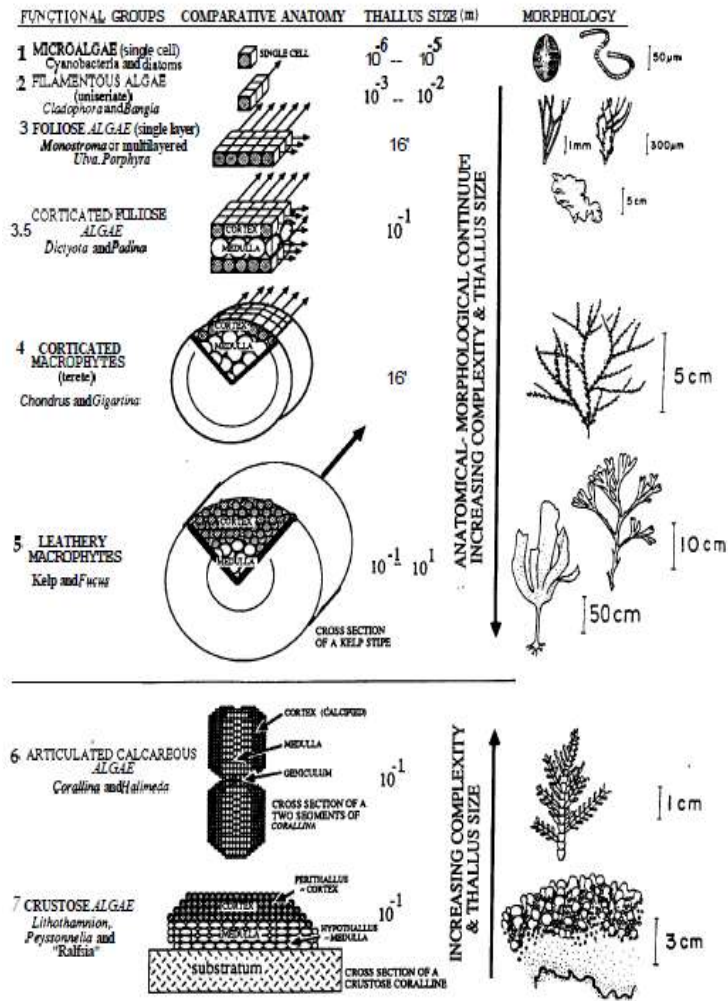 FUNCTIONAL GROUPS COMPARATIVE ANATOMY THALLUS SIZE (m) MORPHOLOGY
1 MICROALGAE (single cell)
Cyanobacteria and diatoms
SINGLE CELL
10-6 -- 10-5
50 µm
2 FILAMENTOUS ALGAE
(uniseriate)
Cladophora and Bangia
10-3 -- 10-2
1mm
300µm
3 FOLIOSE ALGAE (single layer)
Monostroma or multilayered
Ulva. Porphyra
16'
5 cm
3.5 CORTICATED FULIOSE
ALGAE
Dictyota and Padina
CORTEX
MEDULLA
10-1
4 CORTICATED
MACROPHYTES
(terete)
Chondrus and Gigartina
CORTEX
MEDULLA
16'
5 cm
5 LEATHERY
MACROPHYTES
Kelp and Fucus
CORTEX
MEDULLA
CROSS SECTION
OF A KELP STIPE
10-1 - 101
10 cm
50 cm
ANATOMICAL- MORPHOLOGICAL CONTINUUE]
INCREASING COMPLEXITY & THALLUS SIZE
6. ARTICULATED CALCAREOUS
ALGAE
Corallina and Halimeda
CORTEX (CALCIFIED)
MEDULLA
GENICULUM
CROSS SECTION OF A
TWO SEGMENTS OF
CORALLINA
10-1
1 cm
7 CRUSTOSE ALGAE
Lithothamnion,
Peyssonnelia and
"Ralfsia"
PERITHALLUS
- CORTEX
CORTEX
MEDULLA
HYPOTHALLUS
- MEDULLA
substratum
CROSS SECTION OF A
CRUSTOSE CORALLINE
10-1
3 cm
INCREASING COMPLEXITY
& THALLUS SIZE